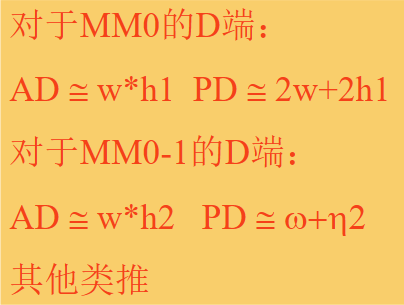 对于MM0的D端：
AD ≅ w*h1 PD ≅ 2w+2h1
对于MM0-1的D端：
AD ≅ w*h2 PD ≅ ω+η2
其他类推